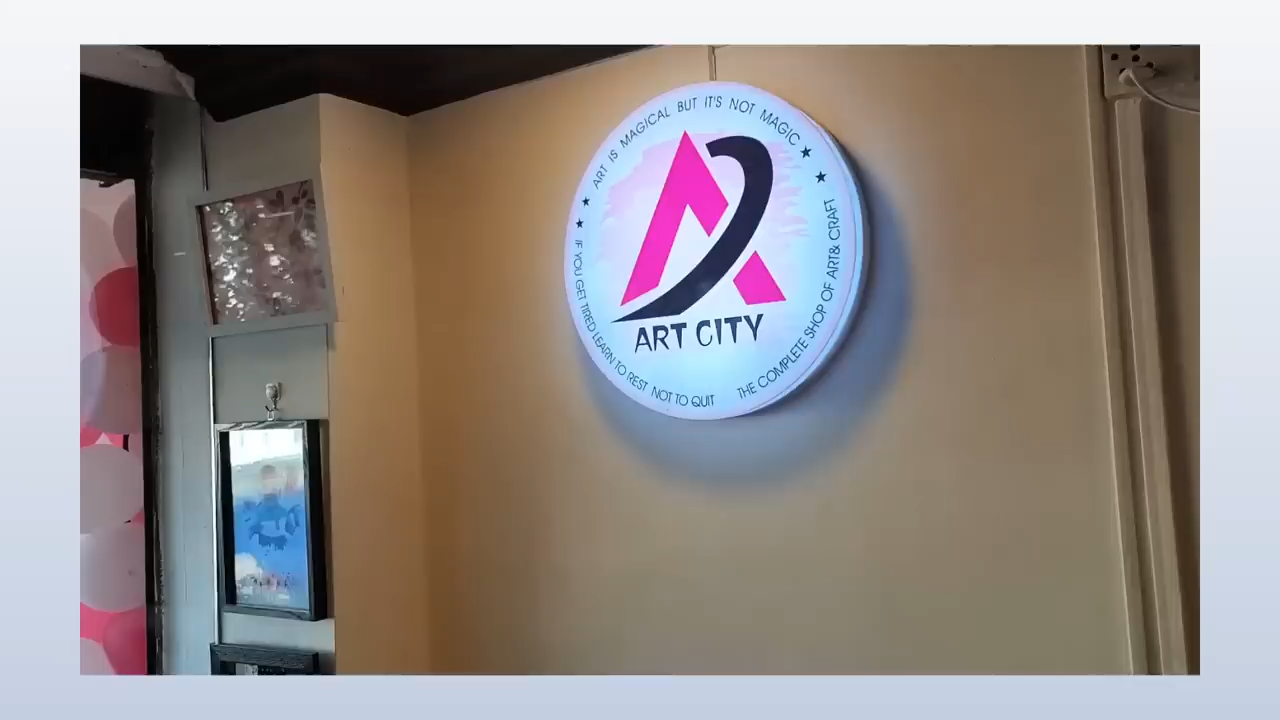 ART IS MAGICAL BUT IT'S NOT MAGIC
ART CITY
IF YOU GET TIRED LEARN TO REST NOT TO QUIT
THE COMPLETE SHOP OF ART& CRAFT